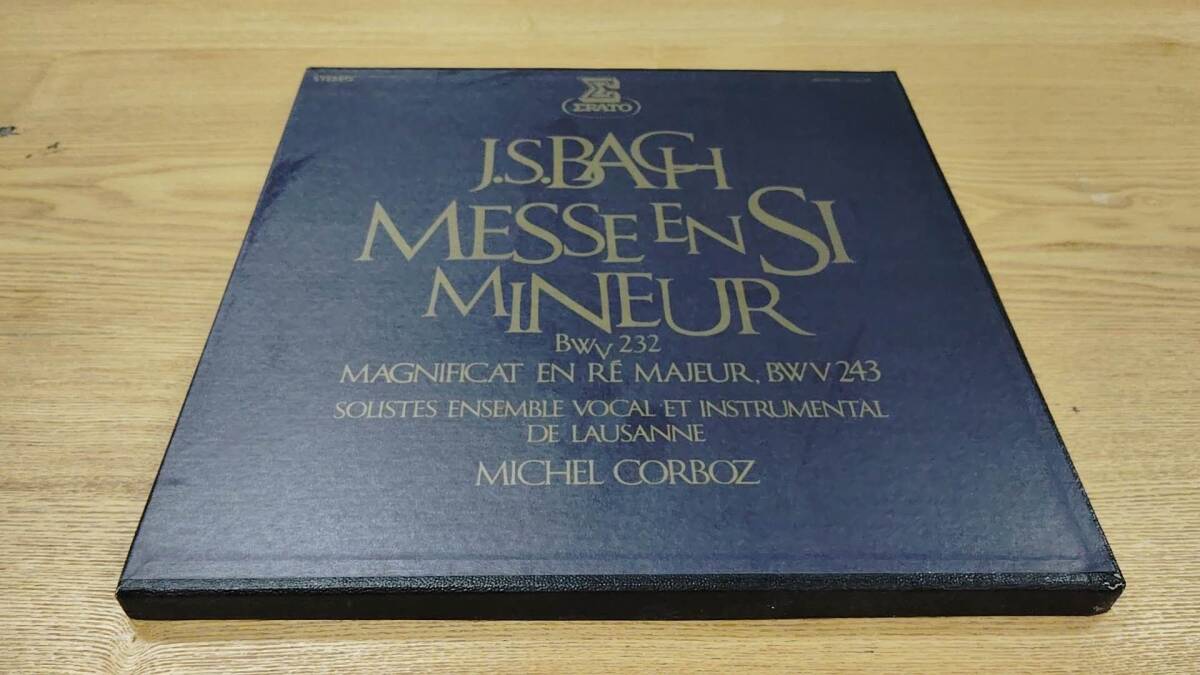 STEREO
ERATO
J.S.BACH
MESSE EN SI
MINEUR
BWV 232
MAGNIFICAT EN RÉ MAJEUR, BWV 243
SOLISTES ENSEMBLE VOCAL ET INSTRUMENTAL
DE LAUSANNE
MICHEL CORBOZ